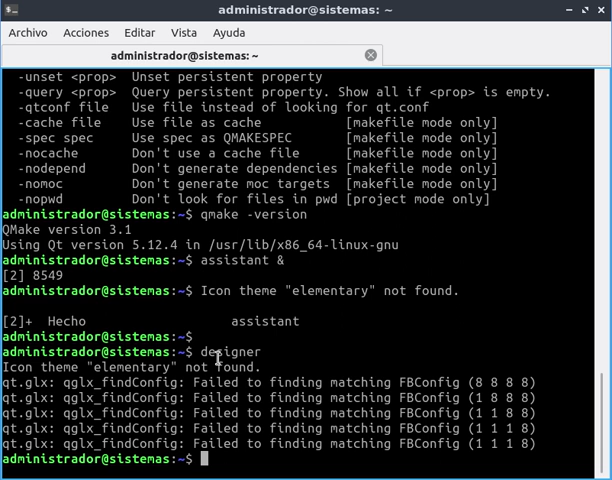 administrador@sistemas: ~
Archivo Acciones Editar Vista Ayuda
administrador@sistemas: ~
-unset <prop> Unset persistent property
-query <prop> Query persistent property. Show all if <prop> is empty.
-qtconf file Use file instead of looking for qt.conf
-cache file Use file as cache [makefile mode only]
-spec spec Use spec as QMAKESPEC [makefile mode only]
-nocache Don't use a cache file [makefile mode only]
-nodepend Don't generate dependencies [makefile mode only]
-nomoc Don't generate moc targets [makefile mode only]
-nopwd Don't look for files in pwd [project mode only]
administrador@sistemas:~$ qmake -version
QMake version 3.1
Using Qt version 5.12.4 in /usr/lib/x86_64-linux-gnu
administrador@sistemas:~$ assistant &
[2] 8549
administrador@sistemas:~$ Icon theme "elementary" not found.
[2]+ Hecho assistant
administrador@sistemas:~$
administrador@sistemas:~$ designer
Icon theme "elementary" not found.
qt.glx: qglx_findConfig: Failed to finding matching FBConfig (8 8 8 8)
qt.glx: qglx_findConfig: Failed to finding matching FBConfig (1 8 8 8)
qt.glx: qglx_findConfig: Failed to finding matching FBConfig (1 1 8 8)
qt.glx: qglx_findConfig: Failed to finding matching FBConfig (1 1 1 8)
qt.glx: qglx_findConfig: Failed to finding matching FBConfig (1 1 1 8)
administrador@sistemas:~$